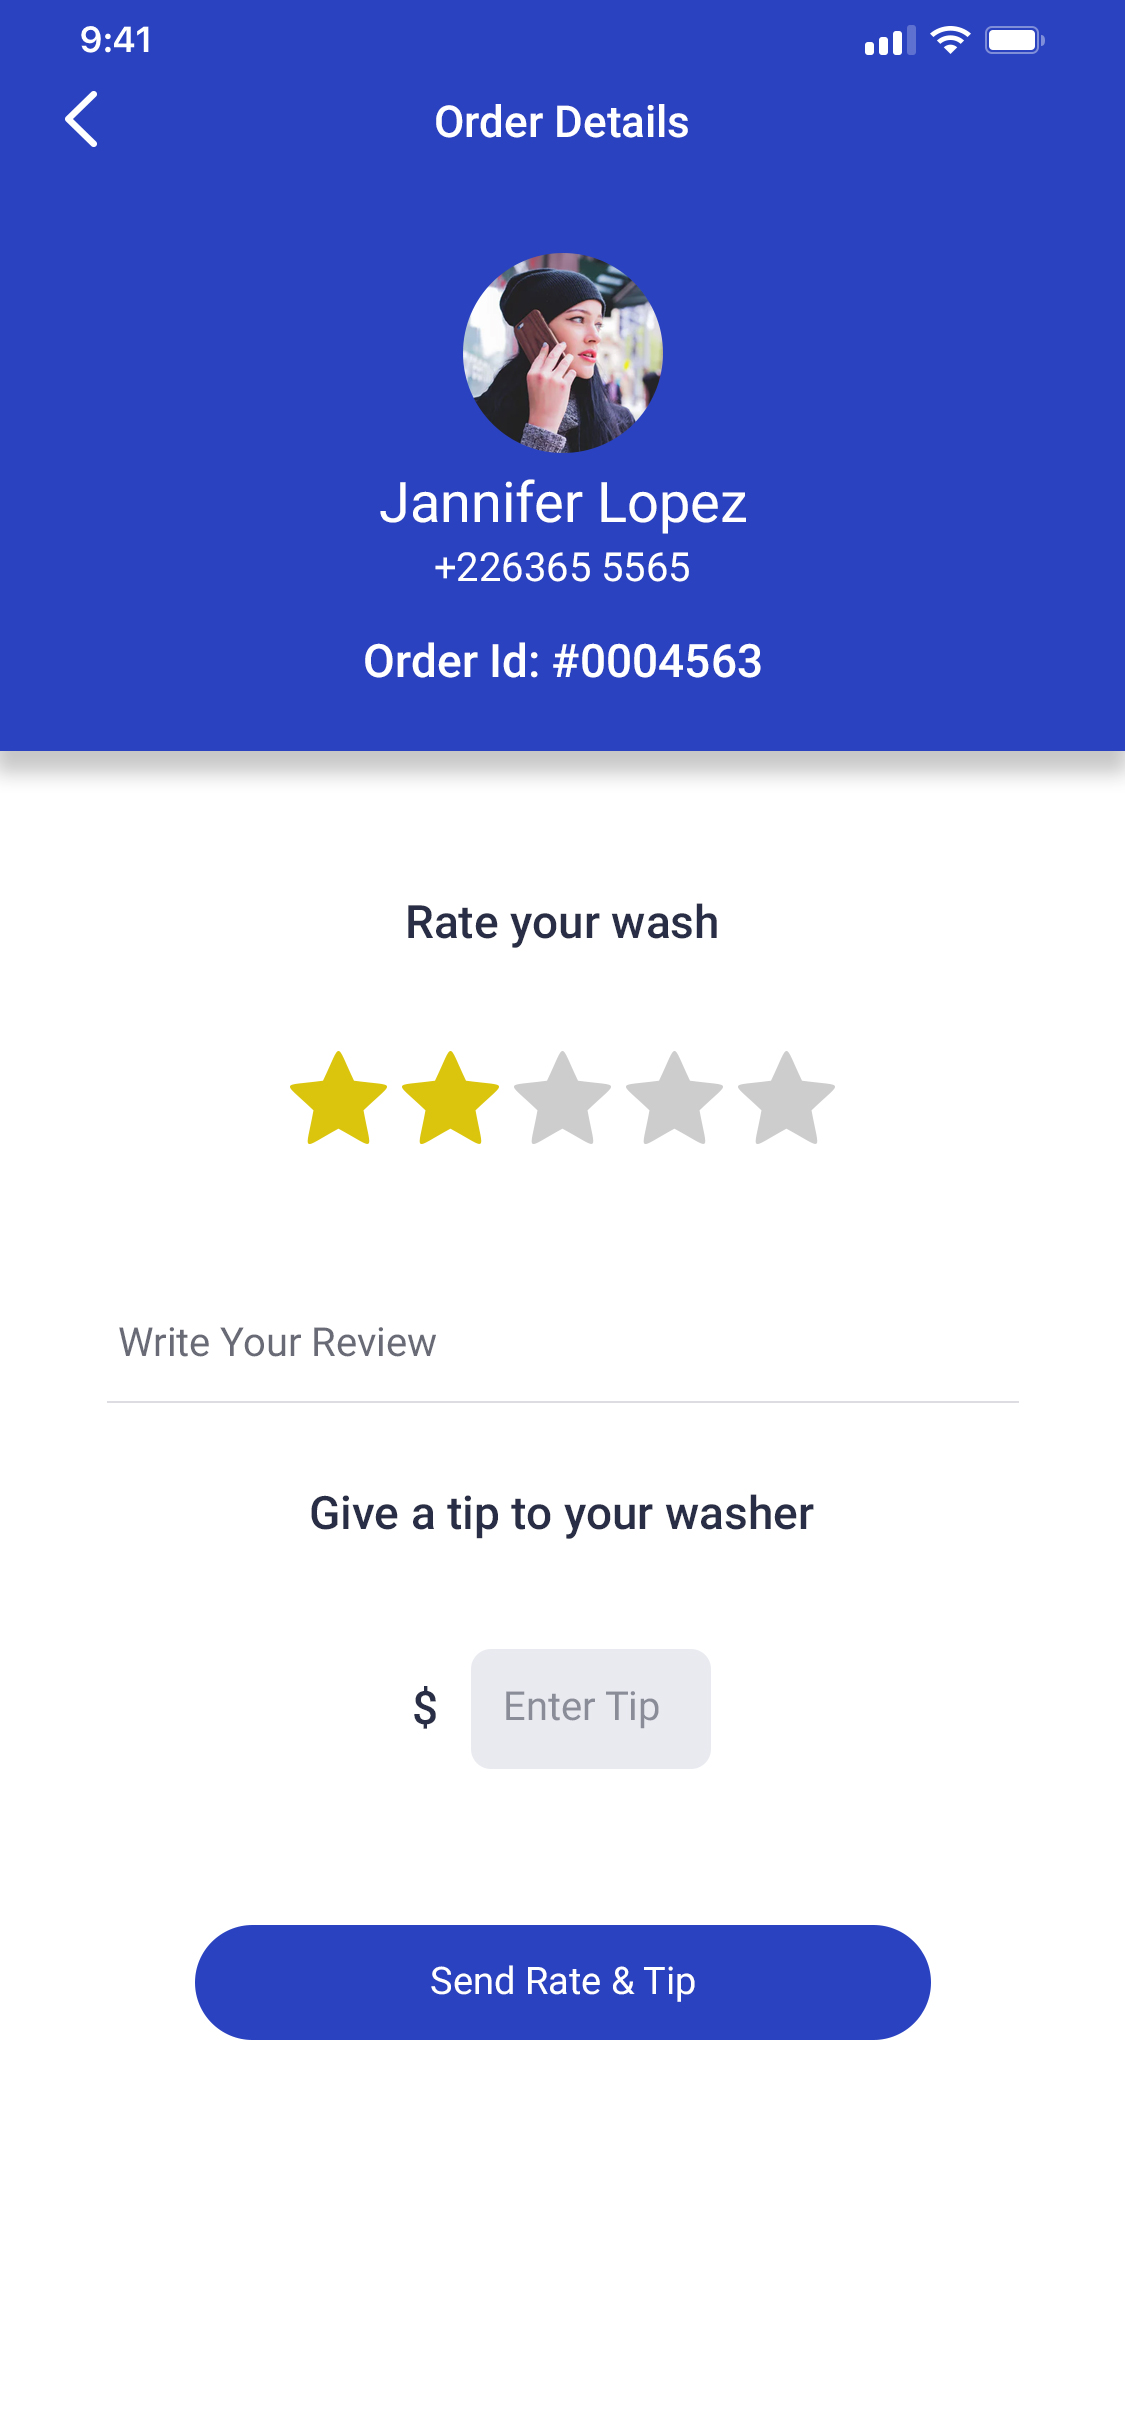 9:41
Order Details
Jannifer Lopez
+226365 5565
Order Id: #0004563
Rate your wash
Write Your Review
Give a tip to your washer
$ Enter Tip
Send Rate & Tip